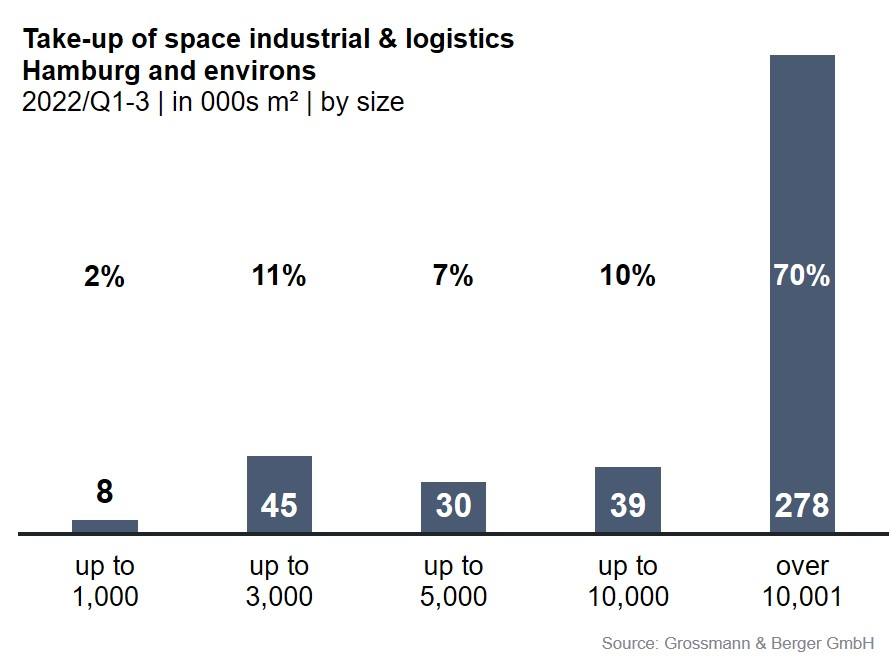 Take-up of space industrial & logistics
Hamburg and environs
2022/Q1-3 | in 000s m² | by size
2% 11% 7% 10% 70%
8 45 30 39 278
up to up to up to up to over
1,000 3,000 5,000 10,000 10,001
Source: Grossmann & Berger GmbH